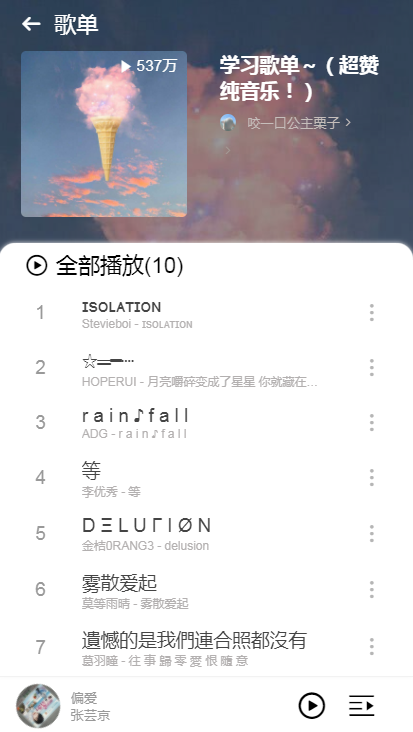 歌单
537万
学习歌单～（超赞
纯音乐！）
咬一口公主栗子
全部播放(10)
1
ɪsᴏʟᴀᴛɪᴏɴ
Stevieboi - ɪsᴏʟᴀᴛɪᴏɴ
2
☆═━┈
HOPERUI - 月亮嚼碎变成了星星 你就藏在…
3
r a i n ♪ f a l l
ADG - r a i n ♪ f a l l
4
等
李优秀 - 等
5
D Ξ L U Γ I Ø N
金桔0RANG3 - delusion
6
雾散爱起
莫等雨晴 - 雾散爱起
7
遺憾的是我們連合照都沒有
葛羽瞳 - 往 事 歸 零 愛 恨 隨 意
偏爱
张芸京